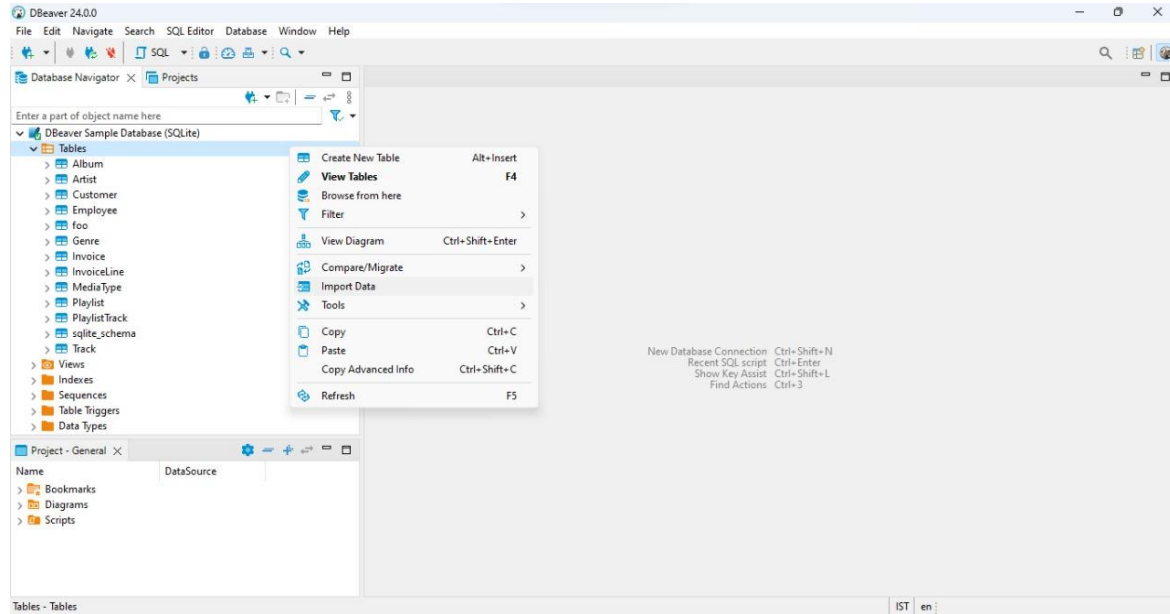 DBeaver 24.0.0
File Edit Navigate Search SQL Editor Database Window Help
SQL
Database Navigator Projects
Enter a part of object name here
DBeaver Sample Database (SQLite)
Tables
Album
Artist
Customer
Employee
foo
Genre
Invoice
InvoiceLine
MediaType
Playlist
PlaylistTrack
sqlite_schema
Track
Views
Indexes
Sequences
Table Triggers
Data Types
Create New Table Alt+Insert
View Tables F4
Browse from here
Filter
View Diagram Ctrl+Shift+Enter
Compare/Migrate
Import Data
Tools
Copy Ctrl+C
Paste Ctrl+V
Copy Advanced Info Ctrl+Shift+C
Refresh F5
New Database Connection Ctrl+Shift+N
Recent SQL script Ctrl+Enter
Show Key Assist Ctrl+Shift+L
Find Actions Ctrl+3
Project - General
Name DataSource
Bookmarks
Diagrams
Scripts
Tables - Tables IST en